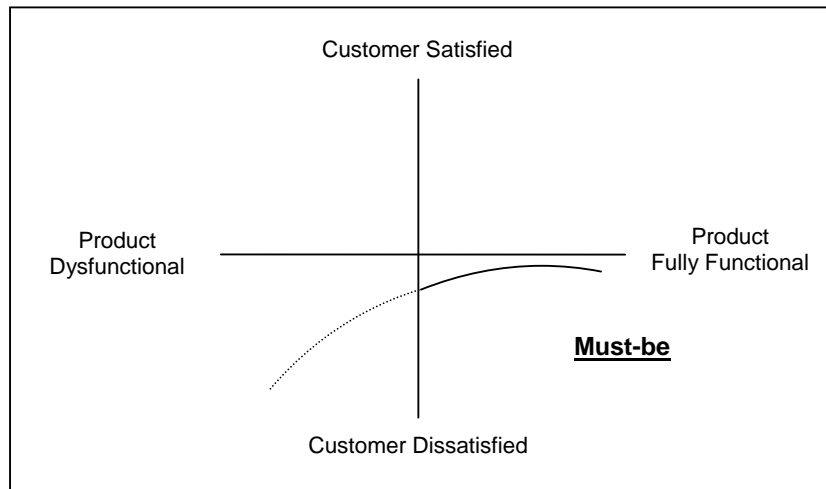 Customer Satisfied
Product
Dysfunctional
Product
Fully Functional
Must-be
Customer Dissatisfied